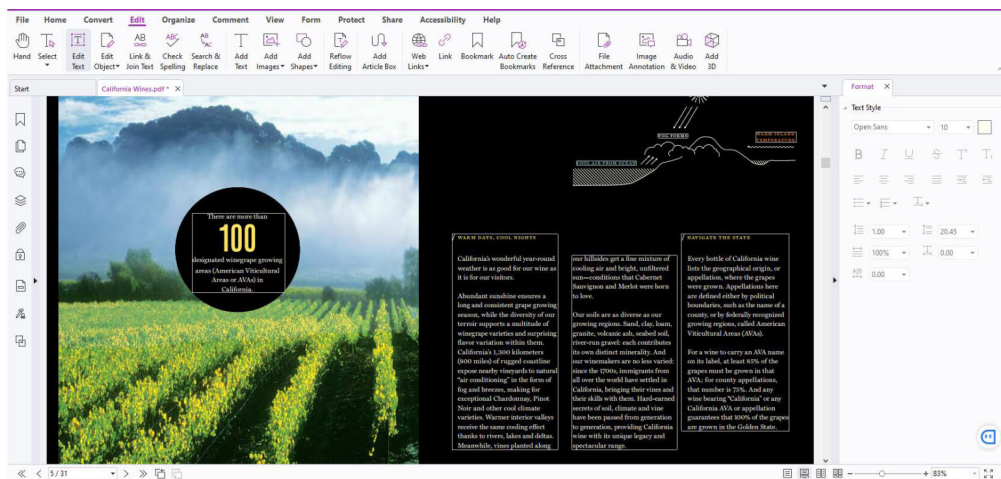 File Home Convert Edit Organize Comment View Form Protect Share Accessibility Help
Hand Select Edit Text Edit Object Link & Join Text Check Spelling Search & Replace Add Text Add Images Add Shapes Reflow Editing Add Article Box Web Links Link Bookmark Auto Create Bookmarks Cross Reference File Attachment Image Annotation Audio & Video Add 3D
Start California Wines.pdf * Format
Text Style
Open Sans 10
1.00 20.45
100% 0.00
0.00
There are more than
100
designated winegrape growing
areas (American Viticultural
Areas or AVAs) in
California.
FOG FORMS
WARM INLAND
TEMPERATURE
COOL AIR FROM OCEAN
/ WARM DAYS, COOL NIGHTS
California's wonderful year-round
weather is as good for our wine as
it is for our visitors.
Abundant sunshine ensures a
long and consistent grape growing
season, while the diversity of our
terroir supports a multitude of
winegrape varieties and surprising
flavor variation within them.
California's 1,300 kilometers
(800 miles) of rugged coastline
expose nearby vineyards to natural
"air conditioning" in the form of
fog and breezes, making for
exceptional Chardonnay, Pinot
Noir and other cool climate
varieties. Warmer interior valleys
receive the same cooling effect
thanks to rivers, lakes and deltas.
Meanwhile, vines planted along
our hillsides get a fine mixture of
cooling air and bright, unfiltered
sun—conditions that Cabernet
Sauvignon and Merlot were born
to love.
Our soils are as diverse as our
growing regions. Sand, clay, loam,
granite, volcanic ash, seabed soil,
river-run gravel: each contributes
its own distinct minerality. And
our winemakers are no less varied:
since the 1700s, immigrants from
all over the world have settled in
California, bringing their vines and
their skills with them. Hard-earned
secrets of soil, climate and vine
have been passed from generation
to generation, providing California
wine with its unique legacy and
spectacular range.
/ NAVIGATE THE STATE
Every bottle of California wine
lists the geographical origin, or
appellation, where the grapes
were grown. Appellations here
are defined either by political
boundaries, such as the name of a
county, or by federally recognized
growing regions, called American
Viticultural Areas (AVAs).
For a wine to carry an AVA name
on its label, at least 85% of the
grapes must be grown in that
AVA; for county appellations,
that number is 75%. And any
wine bearing "California" or any
California AVA or appellation
guarantees that 100% of the grapes
are grown in the Golden State.
5 / 31
83%